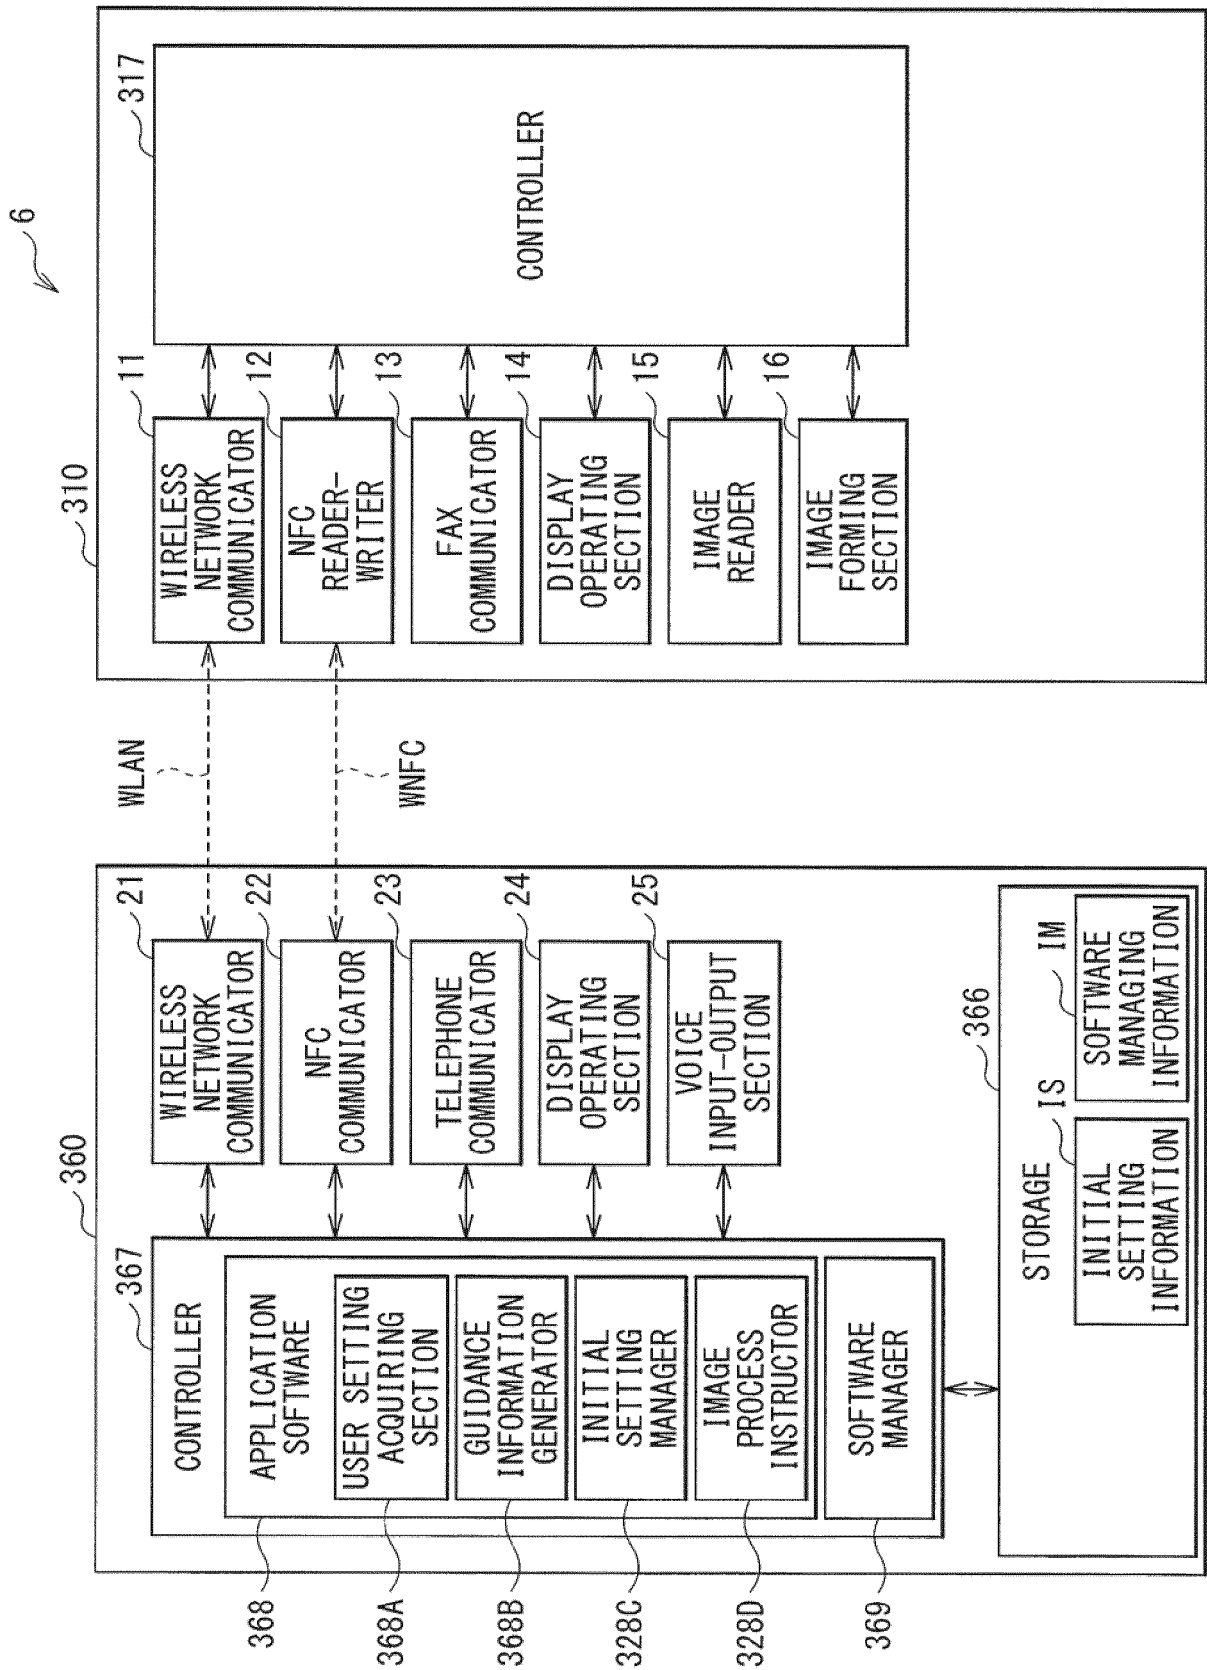 6
360
367
CONTROLLER
368
APPLICATION
SOFTWARE
368A
USER SETTING
ACQUIRING
SECTION
368B
GUIDANCE
INFORMATION
GENERATOR
328C
INITIAL
SETTING
MANAGER
328D
IMAGE
PROCESS
INSTRUCTOR
369
SOFTWARE
MANAGER
21
WIRELESS
NETWORK
COMMUNICATOR
22
NFC
COMMUNICATOR
23
TELEPHONE
COMMUNICATOR
24
DISPLAY
OPERATING
SECTION
25
VOICE
INPUT-OUTPUT
SECTION
366
STORAGE
IS
INITIAL
SETTING
INFORMATION
IM
SOFTWARE
MANAGING
INFORMATION
WLAN
WNFC
310
11
WIRELESS
NETWORK
COMMUNICATOR
12
NFC
READER-
WRITER
13
FAX
COMMUNICATOR
14
DISPLAY
OPERATING
SECTION
15
IMAGE
READER
16
IMAGE
FORMING
SECTION
317
CONTROLLER